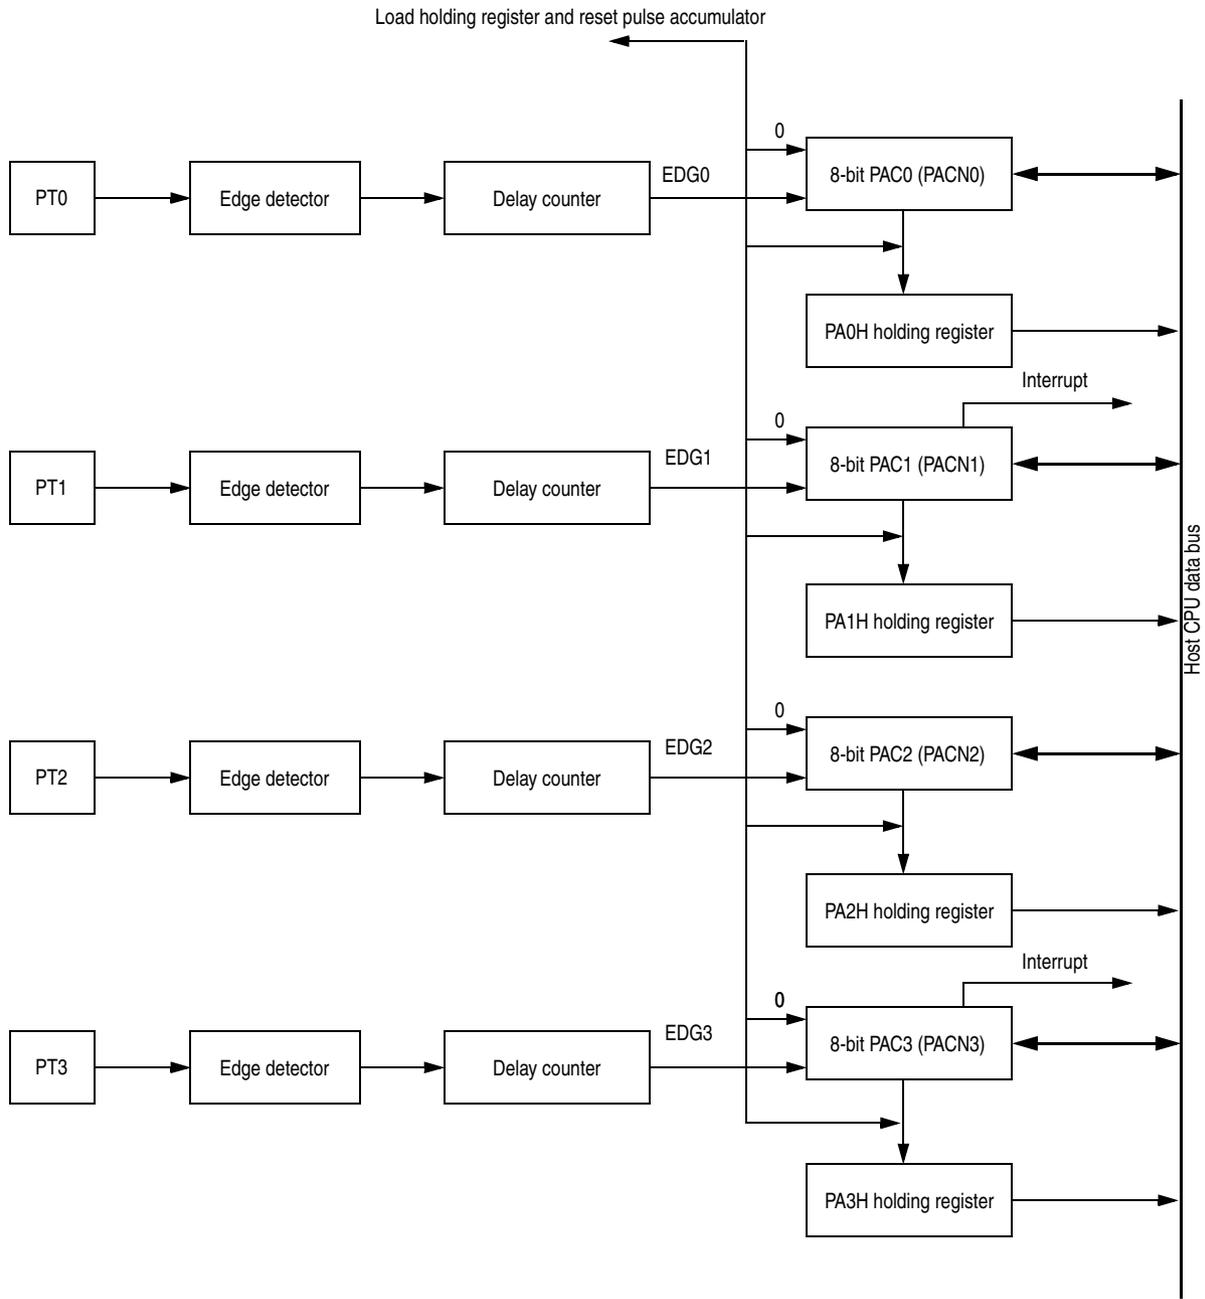 Load holding register and reset pulse accumulator
0
PT0
Edge detector
Delay counter
EDG0
8-bit PAC0 (PACN0)
PA0H holding register
Interrupt
0
PT1
Edge detector
Delay counter
EDG1
8-bit PAC1 (PACN1)
PA1H holding register
Host CPU data bus
0
PT2
Edge detector
Delay counter
EDG2
8-bit PAC2 (PACN2)
PA2H holding register
Interrupt
0
PT3
Edge detector
Delay counter
EDG3
8-bit PAC3 (PACN3)
PA3H holding register